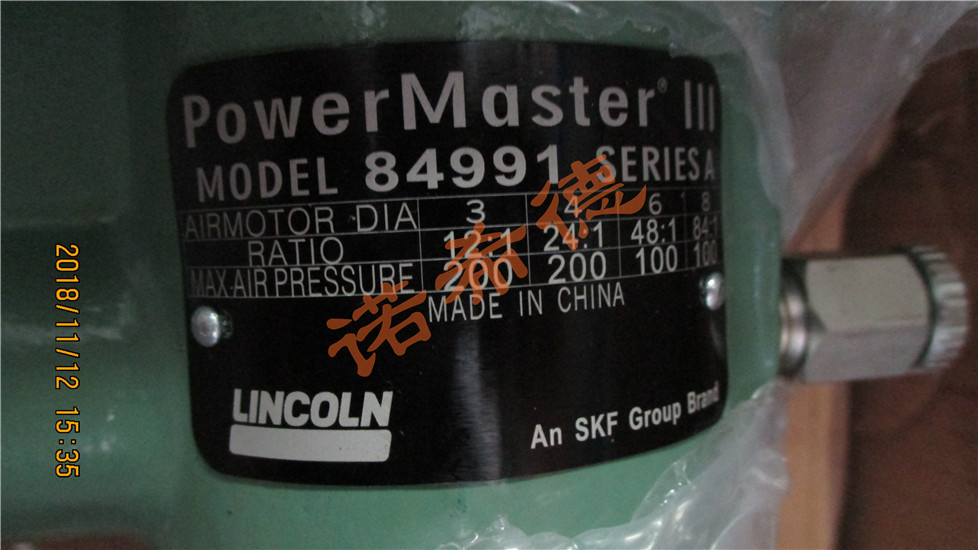 PowerMaster® III
MODEL 84991 SERIES A
AIRMOTOR DIA 3 4 6 8
RATIO 12:1 24:1 48:1 84:1
MAX·AIR PRESSURE 200 200 100 100
MADE IN CHINA
LINCOLN
An SKF Group Brand
诺希德
2018/11/12 15:35